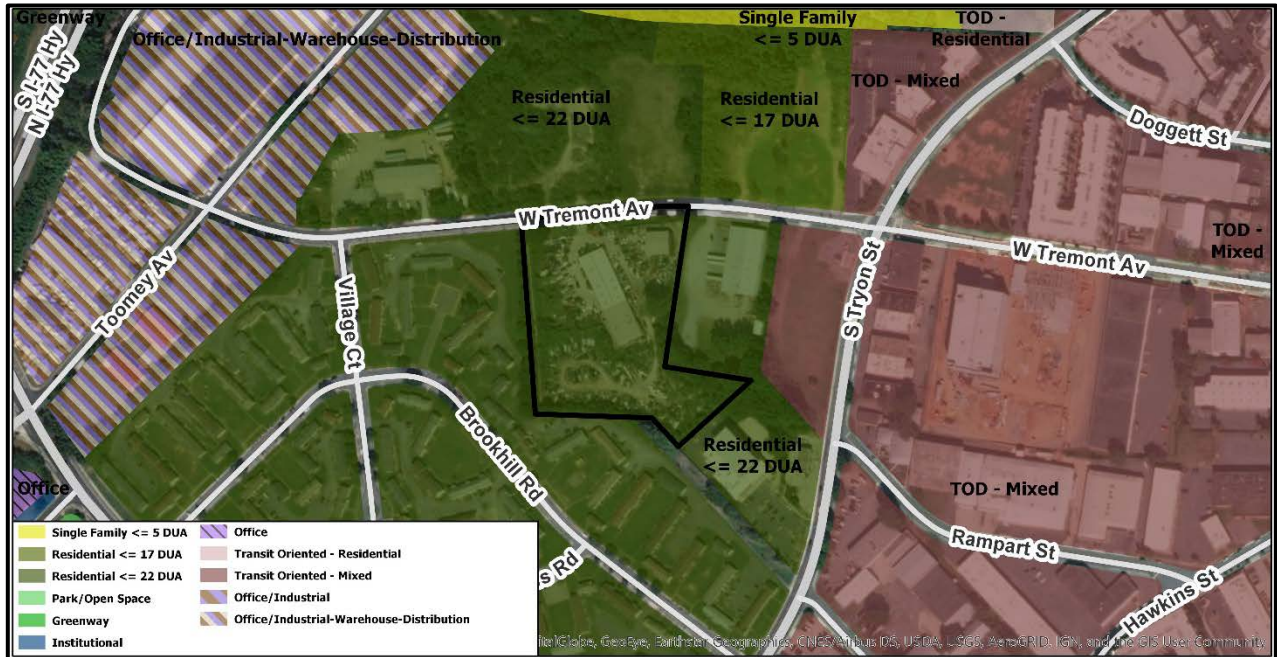 Greenway
Office/Industrial-Warehouse-Distribution
Single Family
<= 5 DUA
TOD -
Residential
S I-77 Hy
N I-77 Hy
TOD - Mixed
Residential
<= 22 DUA
Residential
<= 17 DUA
Doggett St
W Tremont Av
TOD -
Mixed
W Tremont Av
Toomey Av
Village Ct
S Tryon St
Brookhill Rd
Residential
<= 22 DUA
Office
TOD - Mixed
Rampart St
Hawkins St
s Rd
Single Family <= 5 DUA
Residential <= 17 DUA
Residential <= 22 DUA
Park/Open Space
Greenway
Institutional
Office
Transit Oriented - Residential
Transit Oriented - Mixed
Office/Industrial
Office/Industrial-Warehouse-Distribution
italGlobe, GeoEye, Earthstar Geographics, CNES/Airbus DS, USDA, USGS, AeroGRID, IGN, and the GIS User Community